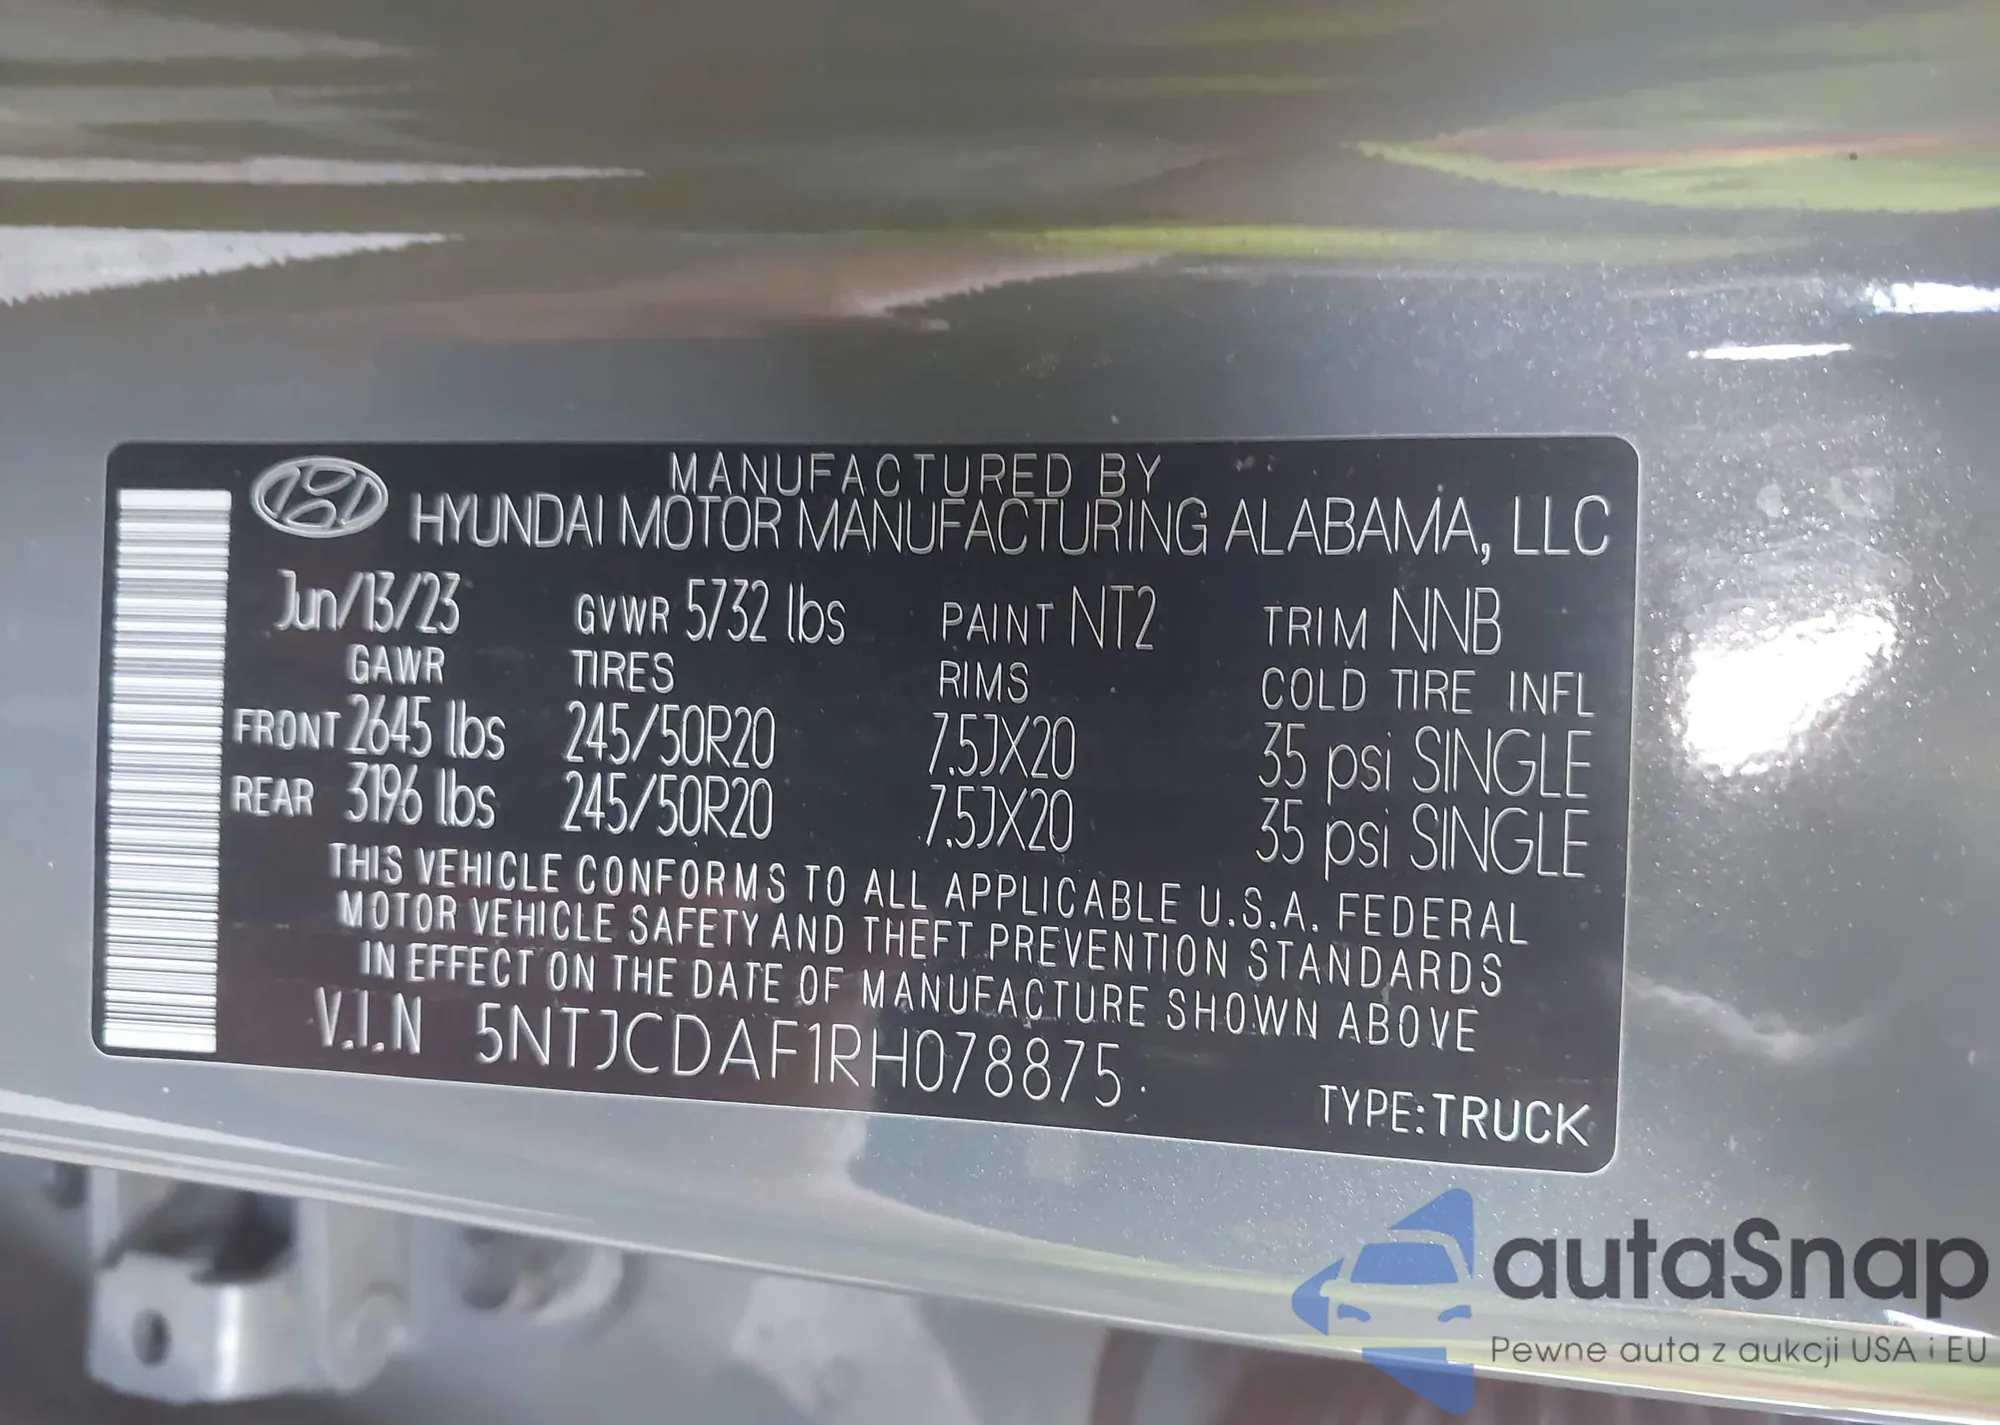 MANUFACTURED BY
HYUNDAI MOTOR MANUFACTURING ALABAMA, LLC
Jun/13/23 GVWR 5732 lbs PAINT NT2 TRIM NNB
GAWR TIRES RIMS COLD TIRE INFL
FRONT 2645 lbs 245/50R20 7.5JX20 35 psi SINGLE
REAR 3196 lbs 245/50R20 7.5JX20 35 psi SINGLE
THIS VEHICLE CONFORMS TO ALL APPLICABLE U.S.A. FEDERAL
MOTOR VEHICLE SAFETY AND THEFT PREVENTION STANDARDS
IN EFFECT ON THE DATE OF MANUFACTURE SHOWN ABOVE
V.I.N 5NTJCDAF1RH078875
TYPE:TRUCK
autaSnap
Pewne auta z aukcji USA i EU